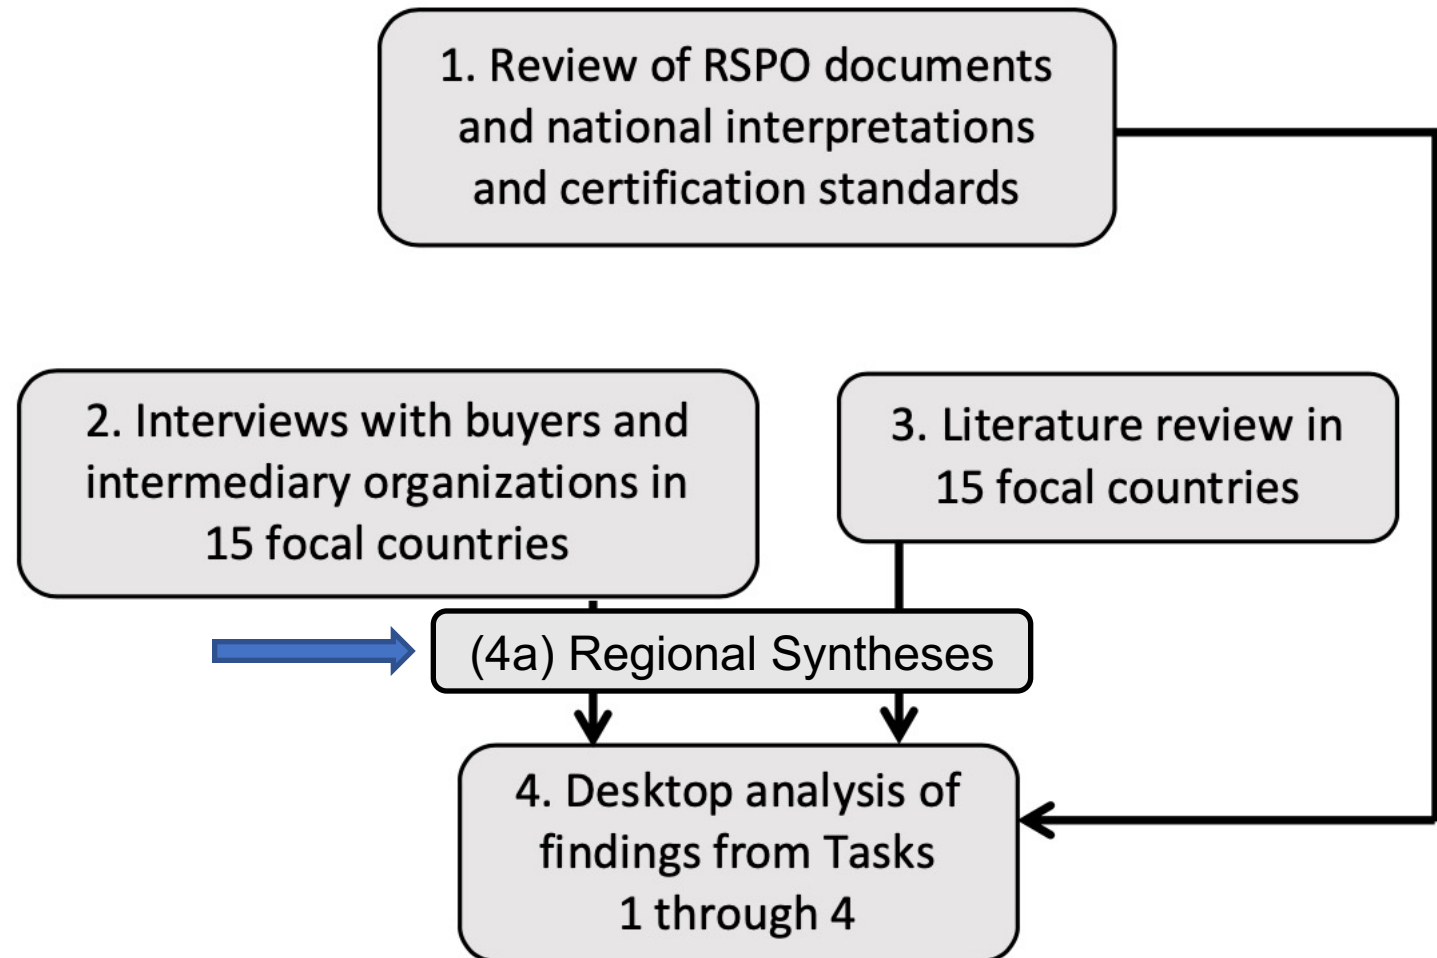 1. Review of RSPO documents
and national interpretations
and certification standards
2. Interviews with buyers and
intermediary organizations in
15 focal countries
3. Literature review in
15 focal countries
(4a) Regional Syntheses
4. Desktop analysis of
findings from Tasks
1 through 4